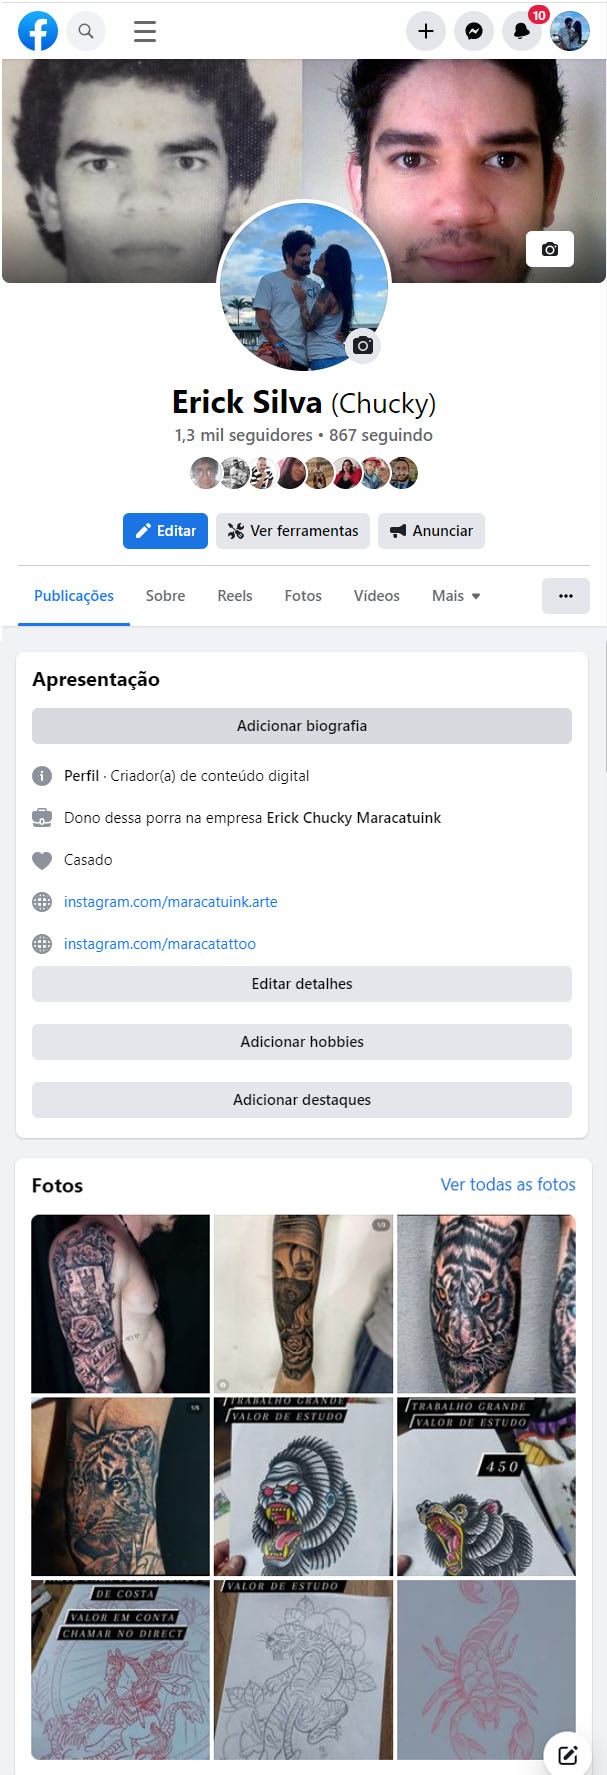 10
Erick Silva (Chucky)
1,3 mil seguidores • 867 seguindo
Editar
Ver ferramentas
Anunciar
Publicações
Sobre
Reels
Fotos
Vídeos
Mais
Apresentação
Adicionar biografia
Perfil · Criador(a) de conteúdo digital
Dono dessa porra na empresa Erick Chucky Maracatuink
Casado
instagram.com/maracatuink.arte
instagram.com/maracatattoo
Editar detalhes
Adicionar hobbies
Adicionar destaques
Fotos
Ver todas as fotos
TRABALHO GRANDE
VALOR DE ESTUDO
TRABALHO GRANDE
VALOR DE ESTUDO
450
DE COSTA
VALOR EM CONTA
CHAMAR NO DIRECT
VALOR DE ESTUDO